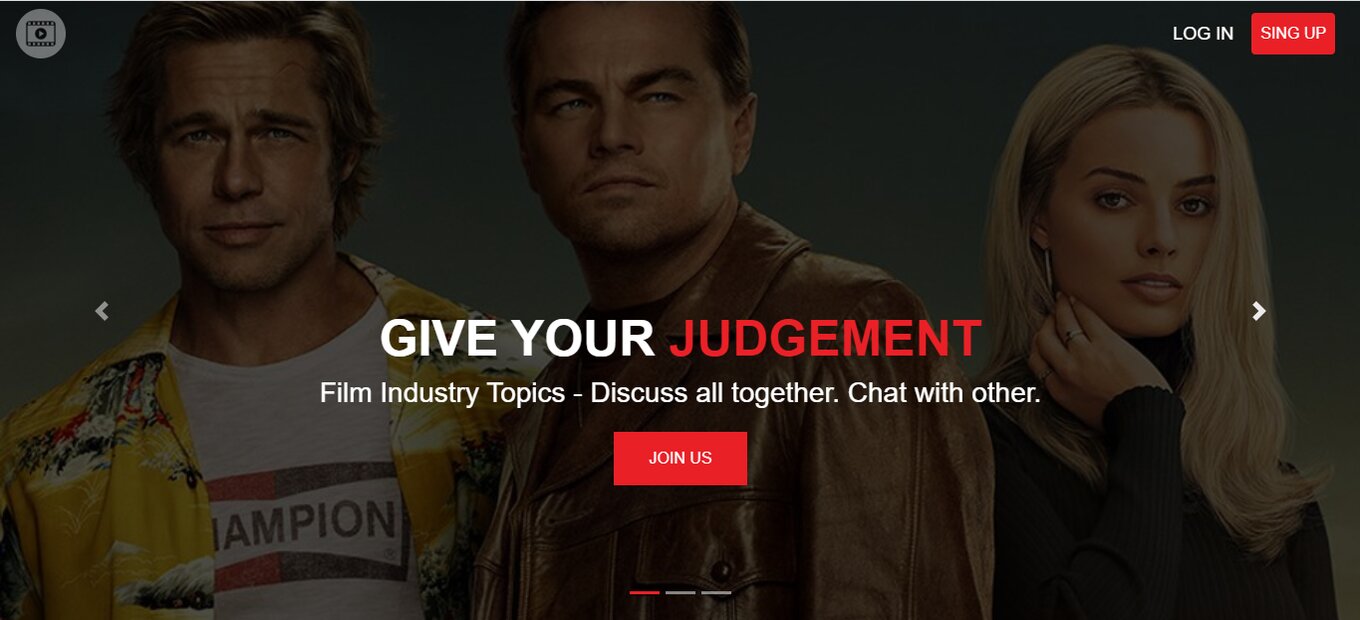 LOG IN
SING UP
GIVE YOUR JUDGEMENT
Film Industry Topics - Discuss all together. Chat with other.
JOIN US
HAMPION